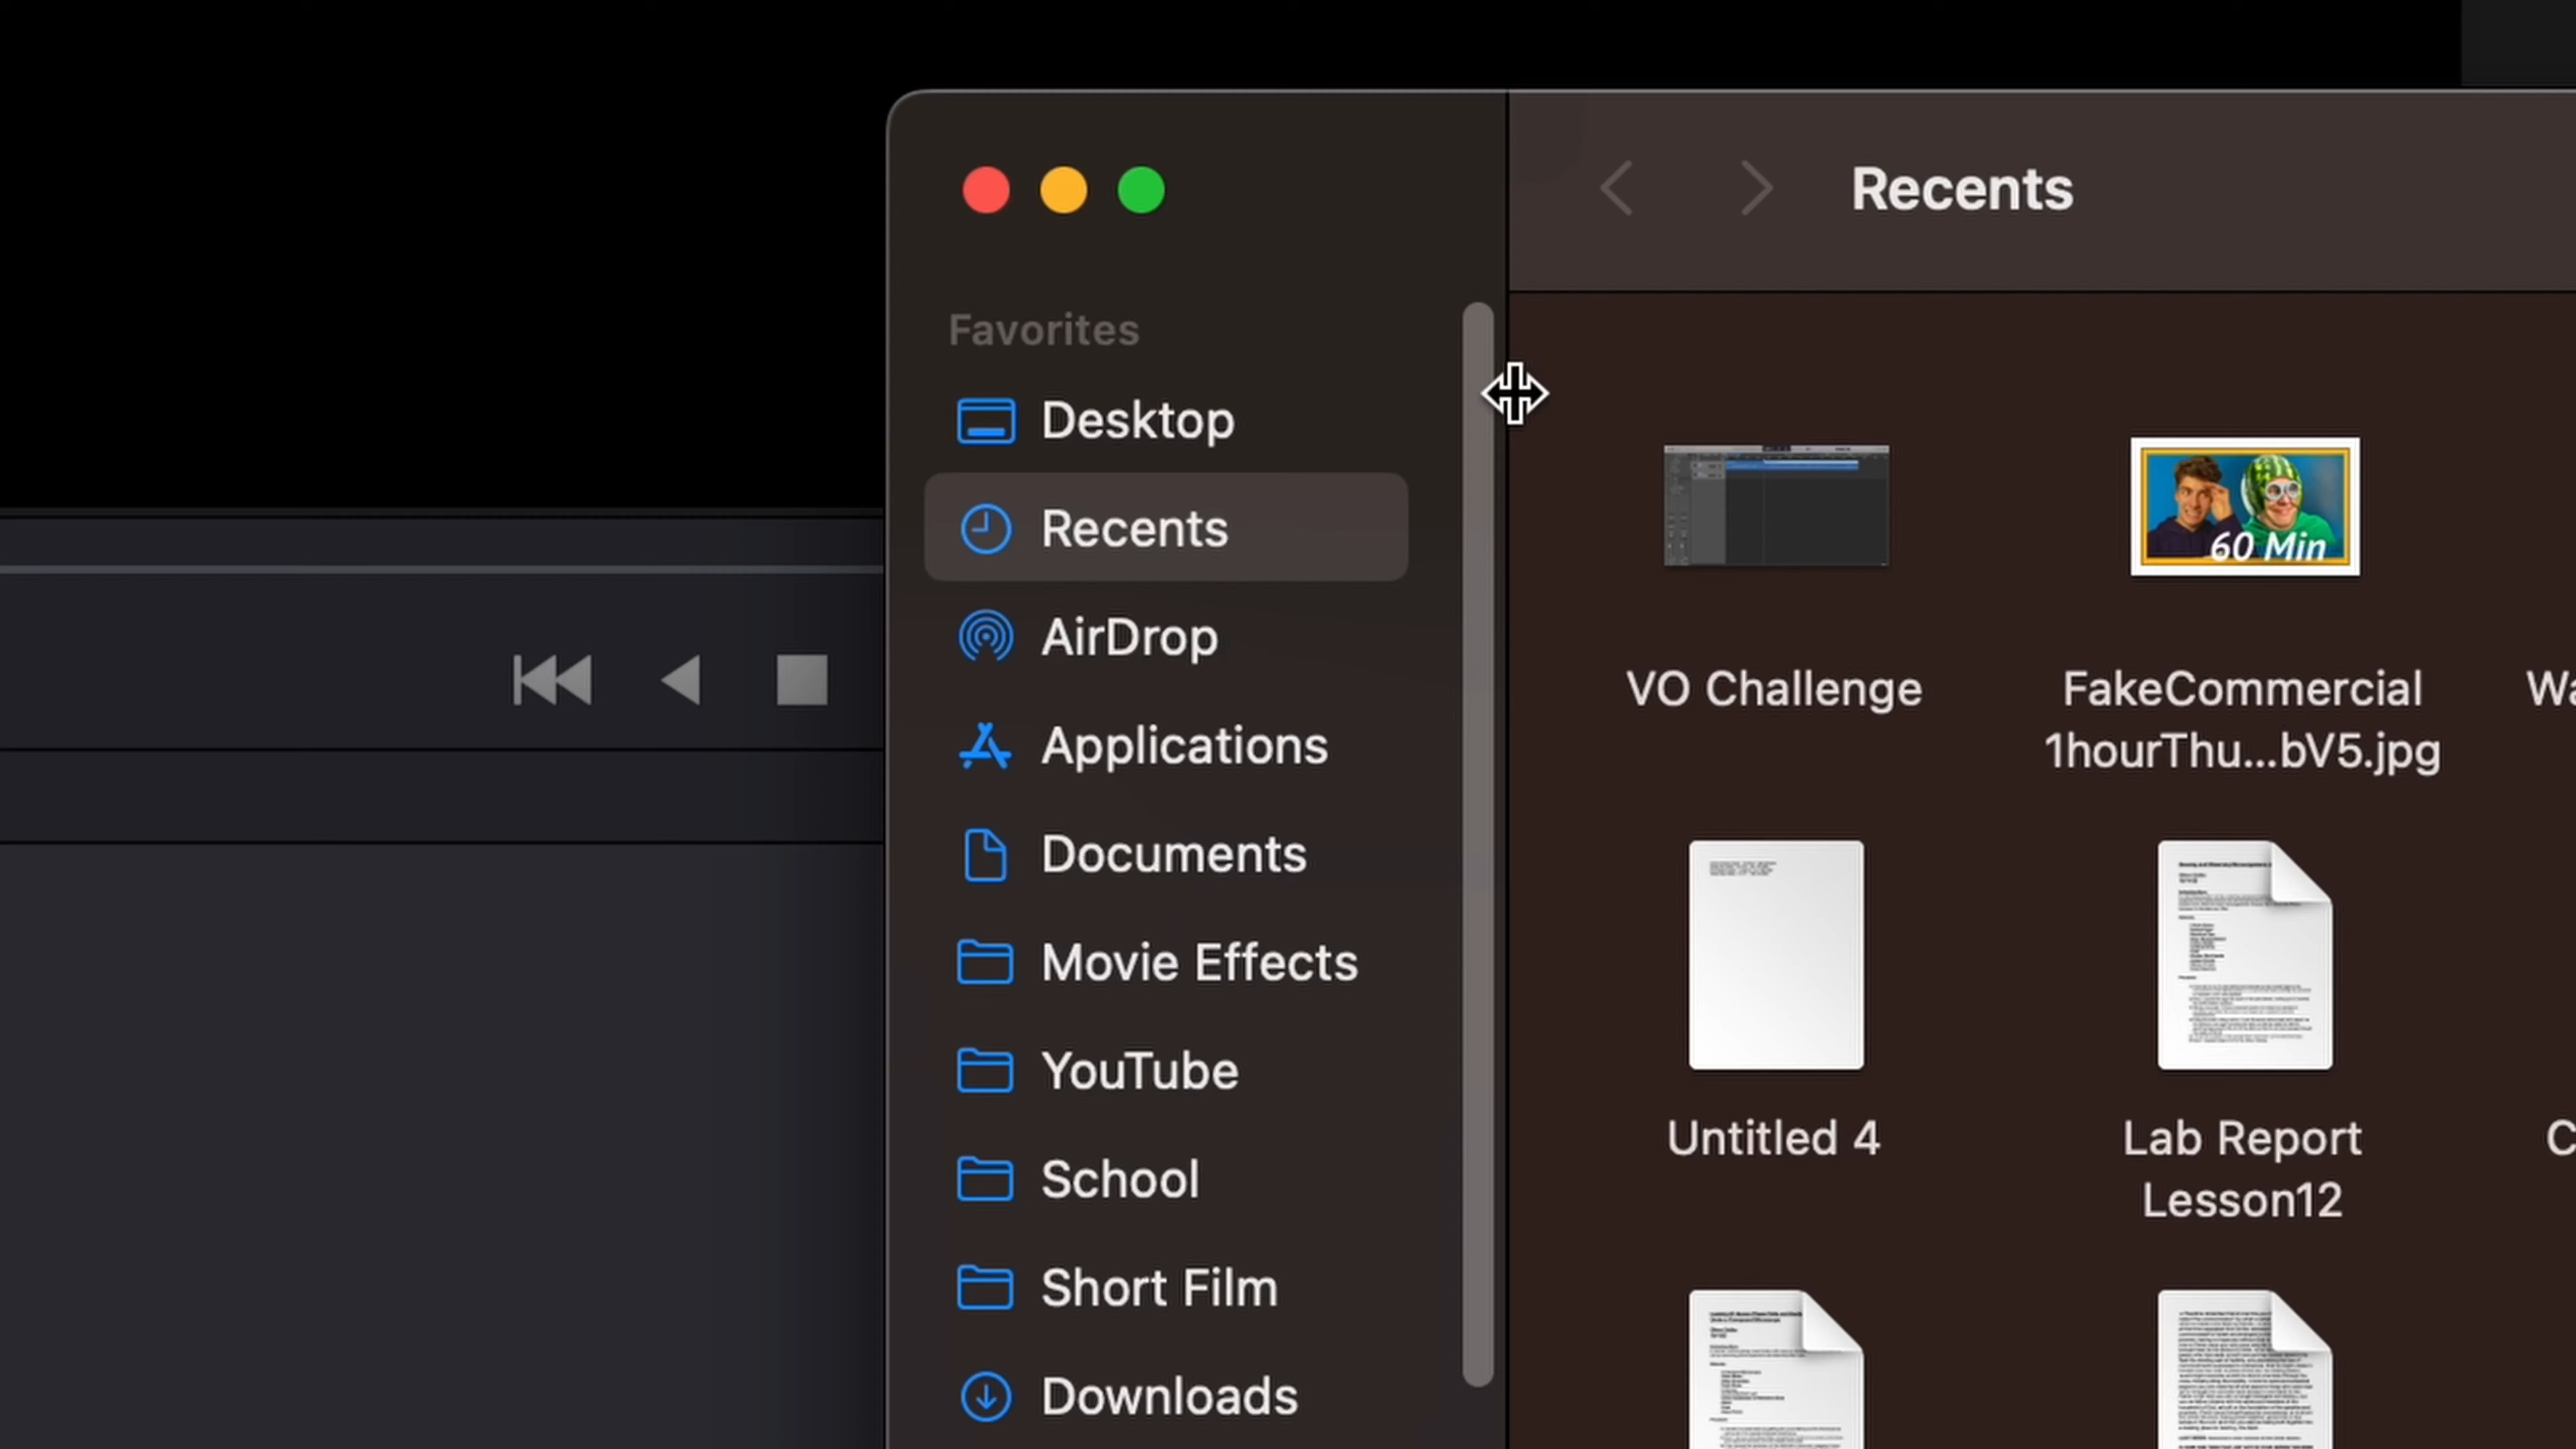 Recents
Favorites
Desktop
Recents
AirDrop
Applications
Documents
Movie Effects
YouTube
School
Short Film
Downloads
60 Min
VO Challenge
FakeCommercial
1hourThu...bV5.jpg
Untitled 4
Lab Report
Lesson12